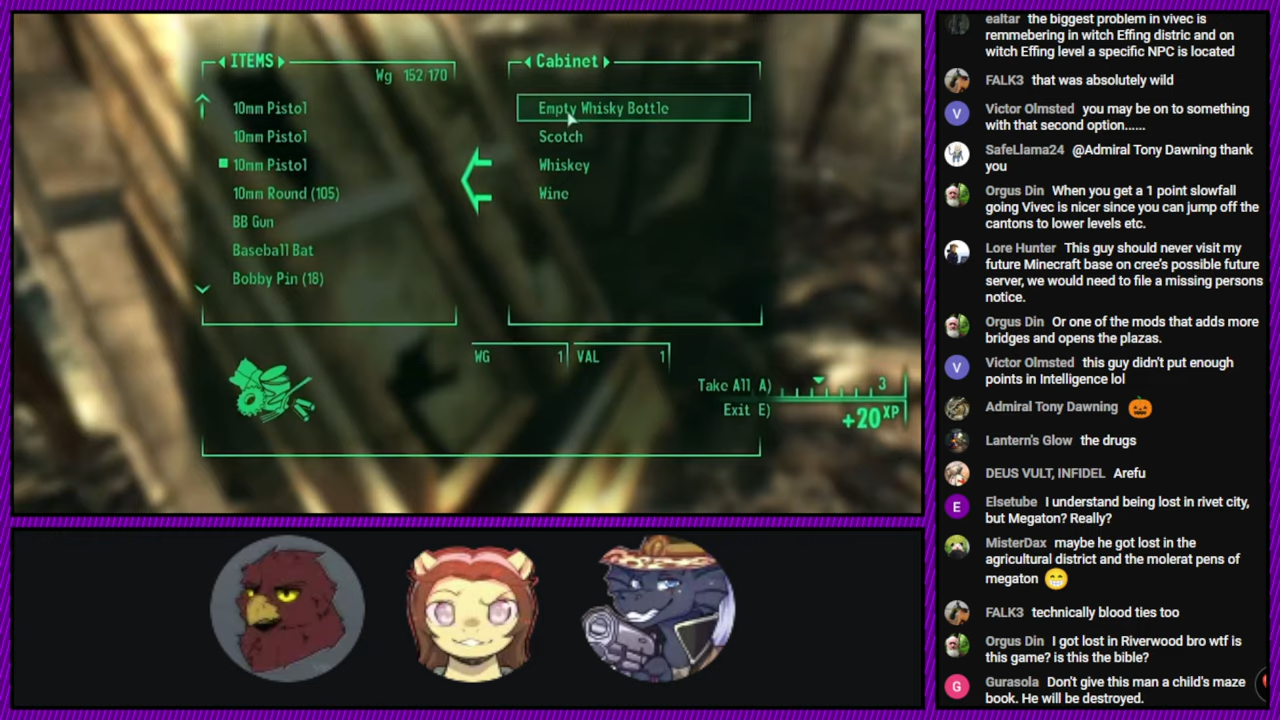 ITEMS
Wg 152/170
10mm Pistol
10mm Pistol
10mm Pistol
10mm Round (105)
BB Gun
Baseball Bat
Bobby Pin (18)
Cabinet
Empty Whisky Bottle
Scotch
Whiskey
Wine
WG 1
VAL 1
Take All A)
Exit E)
3
+20 XP
ealtar the biggest problem in vivec is
remmebering in witch Effing distric and on
witch Effing level a specific NPC is located
FALK3 that was absolutely wild
V
Victor Olmsted you may be on to something
with that second option......
SafeLlama24 @Admiral Tony Dawning thank
you
Orgus Din When you get a 1 point slowfall
going Vivec is nicer since you can jump off the
cantons to lower levels etc.
Lore Hunter This guy should never visit my
future Minecraft base on cree's possible future
server, we would need to file a missing persons
notice.
Orgus Din Or one of the mods that adds more
bridges and opens the plazas.
V
Victor Olmsted this guy didn't put enough
points in Intelligence lol
Admiral Tony Dawning 🎃
Lantern's Glow the drugs
DEUS VULT, INFIDEL Arefu
E
Elsetube I understand being lost in rivet city,
but Megaton? Really?
MisterDax maybe he got lost in the
agricultural district and the molerat pens of
megaton 😁
FALK3 technically blood ties too
Orgus Din I got lost in Riverwood bro wtf is
this game? is this the bible?
G
Gurasola Don't give this man a child's maze
book. He will be destroyed.